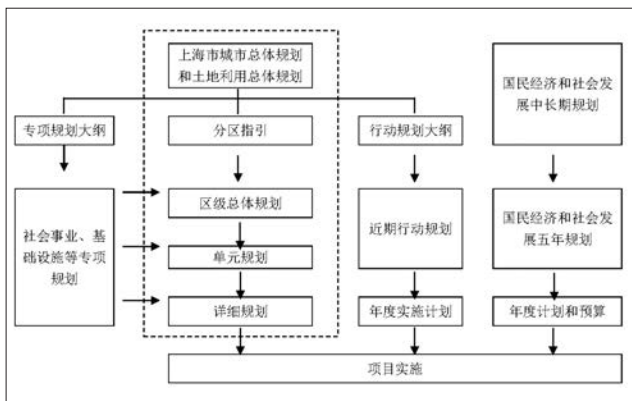 上海市城市总体规划
和土地利用总体规划
国民经济和社会发
展中长期规划
专项规划大纲
分区指引
行动规划大纲
社会事业、基
础设施等专项
规划
区级总体规划
单元规划
详细规划
近期行动规划
年度实施计划
国民经济和社会发
展五年规划
年度计划和预算
项目实施